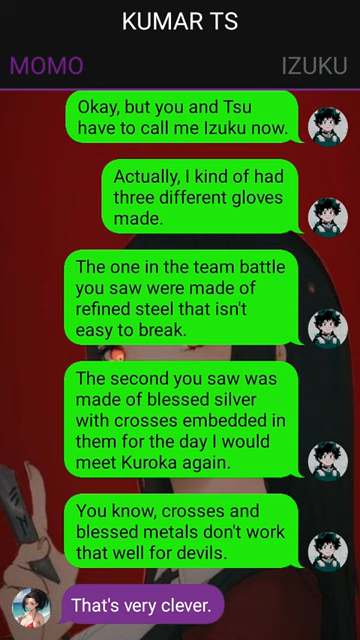 KUMAR TS
MOMO IZUKU
Okay, but you and Tsu
have to call me Izuku now.
Actually, I kind of had
three different gloves
made.
The one in the team battle
you saw were made of
refined steel that isn't
easy to break.
The second you saw was
made of blessed silver
with crosses embedded in
them for the day I would
meet Kuroka again.
You know, crosses and
blessed metals don't work
that well for devils.
That's very clever.